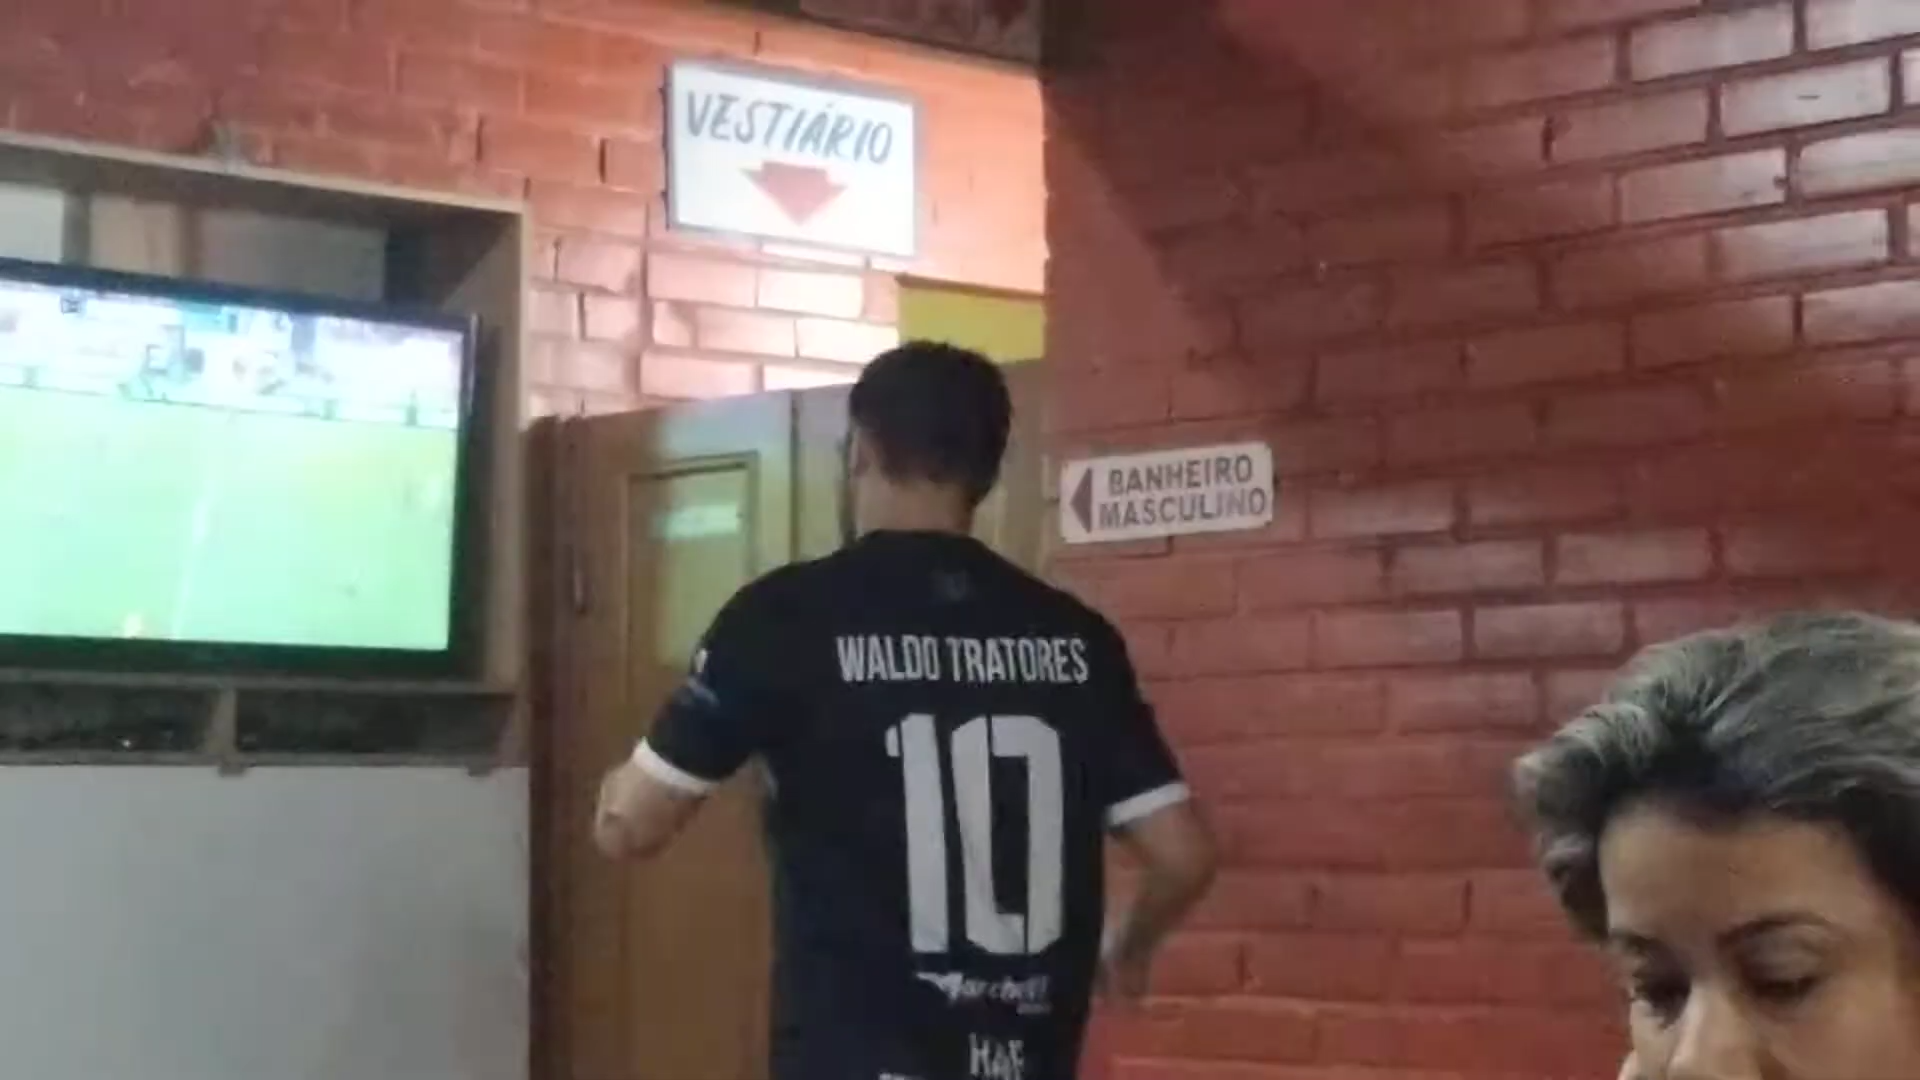 VESTIÁRIO
BANHEIRO
MASCULINO
WALDO TRATORES
10